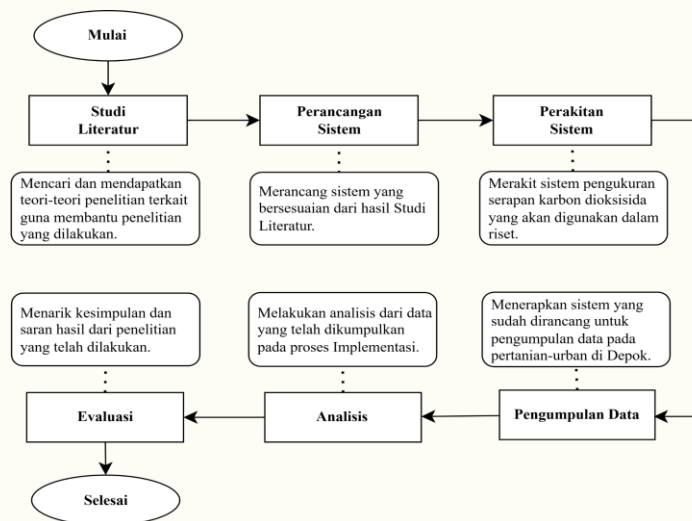 Mulai
Studi
Literatur
Perancangan
Sistem
Perakitan
Sistem
Mencari dan mendapatkan
teori-teori penelitian terkait
guna membantu penelitian
yang dilakukan.
Merancang sistem yang
bersesuaian dari hasil Studi
Literatur.
Merakit sistem pengukuran
serapan karbon dioksisida
yang akan digunakan dalam
riset.
Menerapkan sistem yang
sudah dirancang untuk
pengumpulan data pada
pertanian-urban di Depok.
Pengumpulan Data
Melakukan analisis dari data
yang telah dikumpulkan
pada proses Implementasi.
Analisis
Menarik kesimpulan dan
saran hasil dari penelitian
yang telah dilakukan.
Evaluasi
Selesai